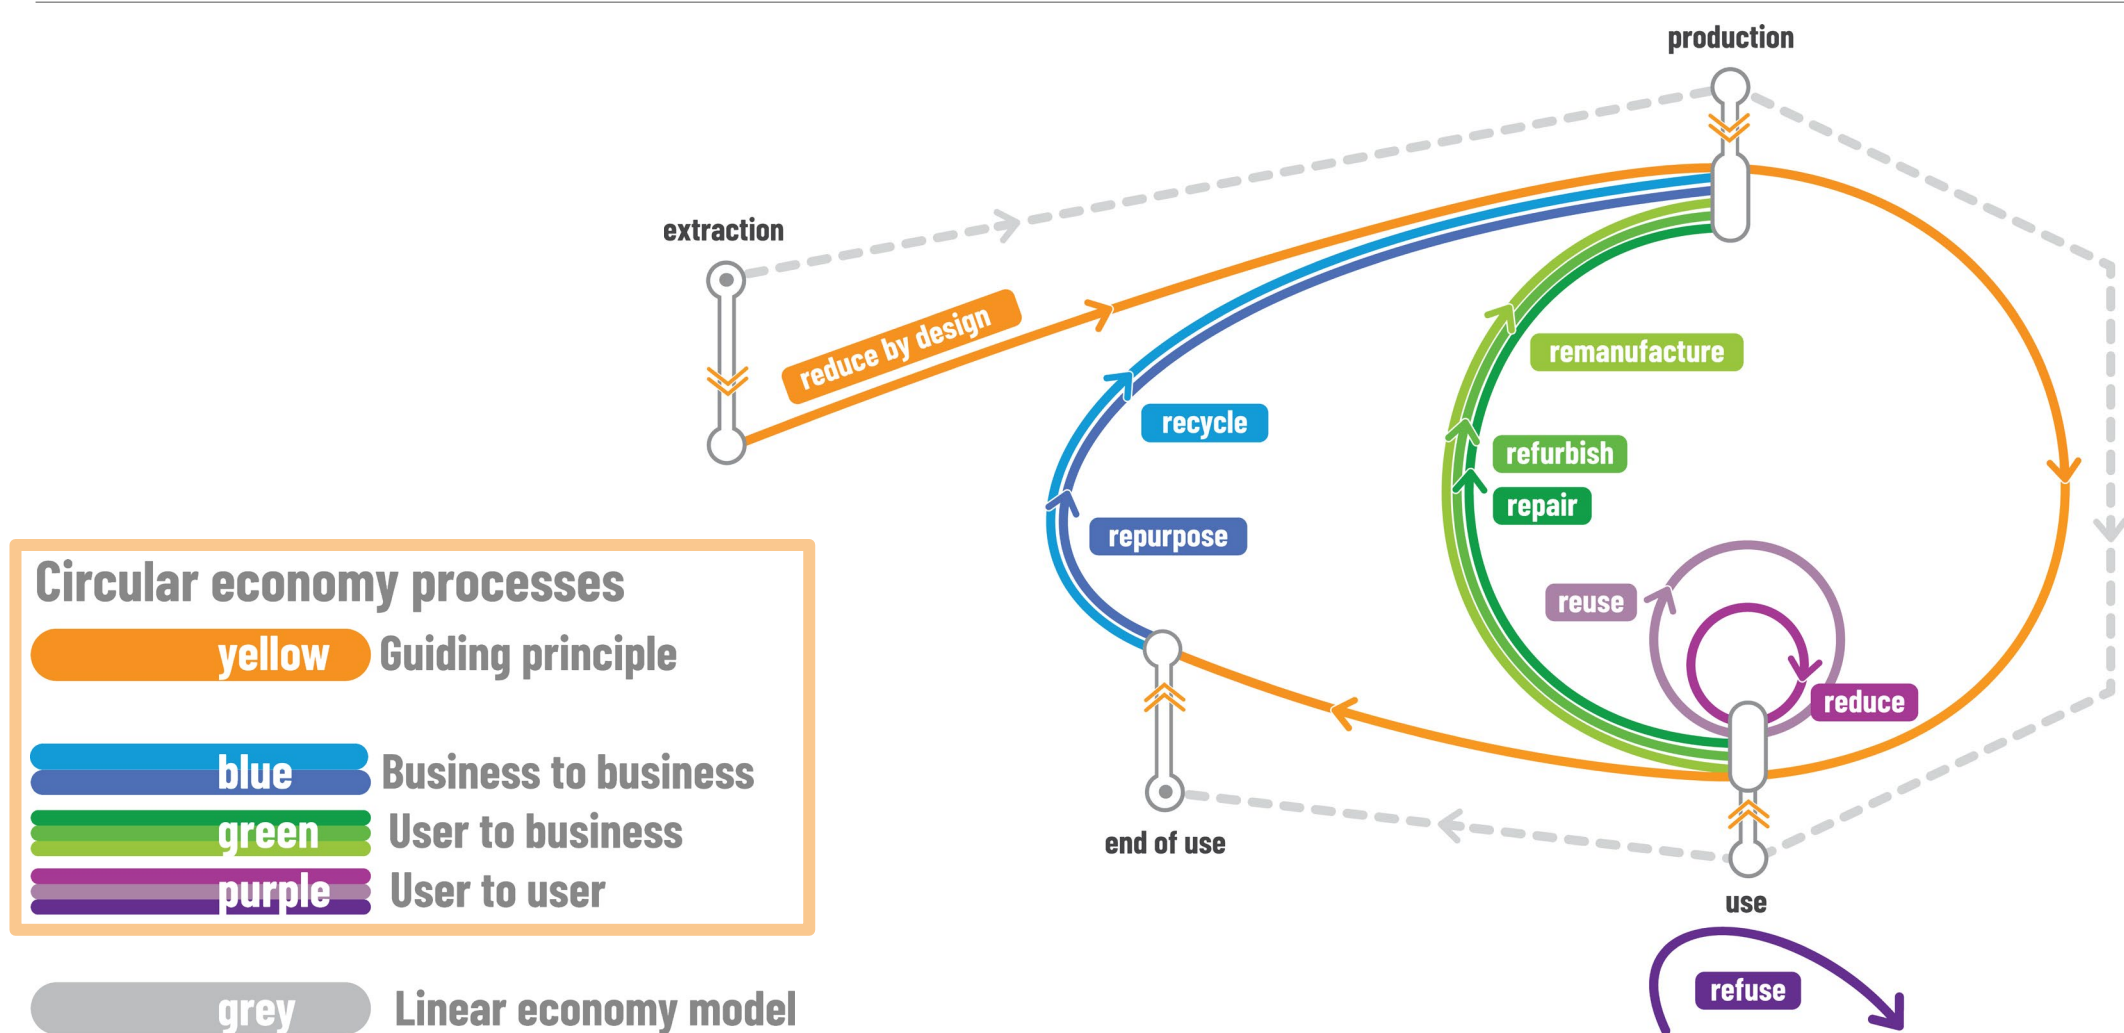 production
extraction
reduce by design
remanufacture
recycle
refurbish
repair
repurpose
reuse
reduce
end of use
use
refuse
Circular economy processes
yellow Guiding principle
blue Business to business
green User to business
purple User to user
grey Linear economy model